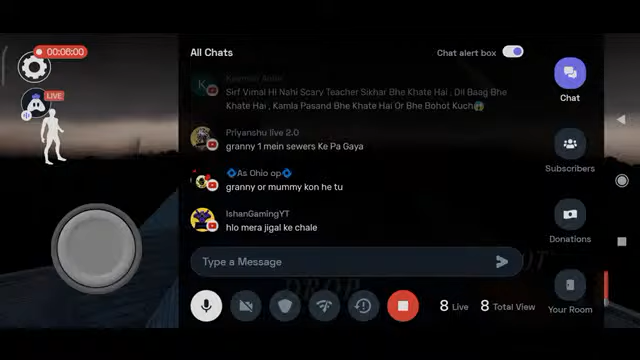 00:06:00
All Chats
Chat alert box
LIVE
Sirf Vimal Hi Nahi Scary Teacher Sikhar Bhe Khate Hai , Dil Baag Bhe
Khate Hai , Kamla Pasand Bhe Khate Hai Or Bhe Bohot Kuch😱
Chat
Priyanshu live 2.0
granny 1 mein sewers Ke Pa Gaya
Subscribers
💠As Ohio op💠
granny or mummy kon he tu
IshanGamingYT
hlo mera jigal ke chale
Donations
Type a Message
DROP
8 Live
8 Total View
Your Room